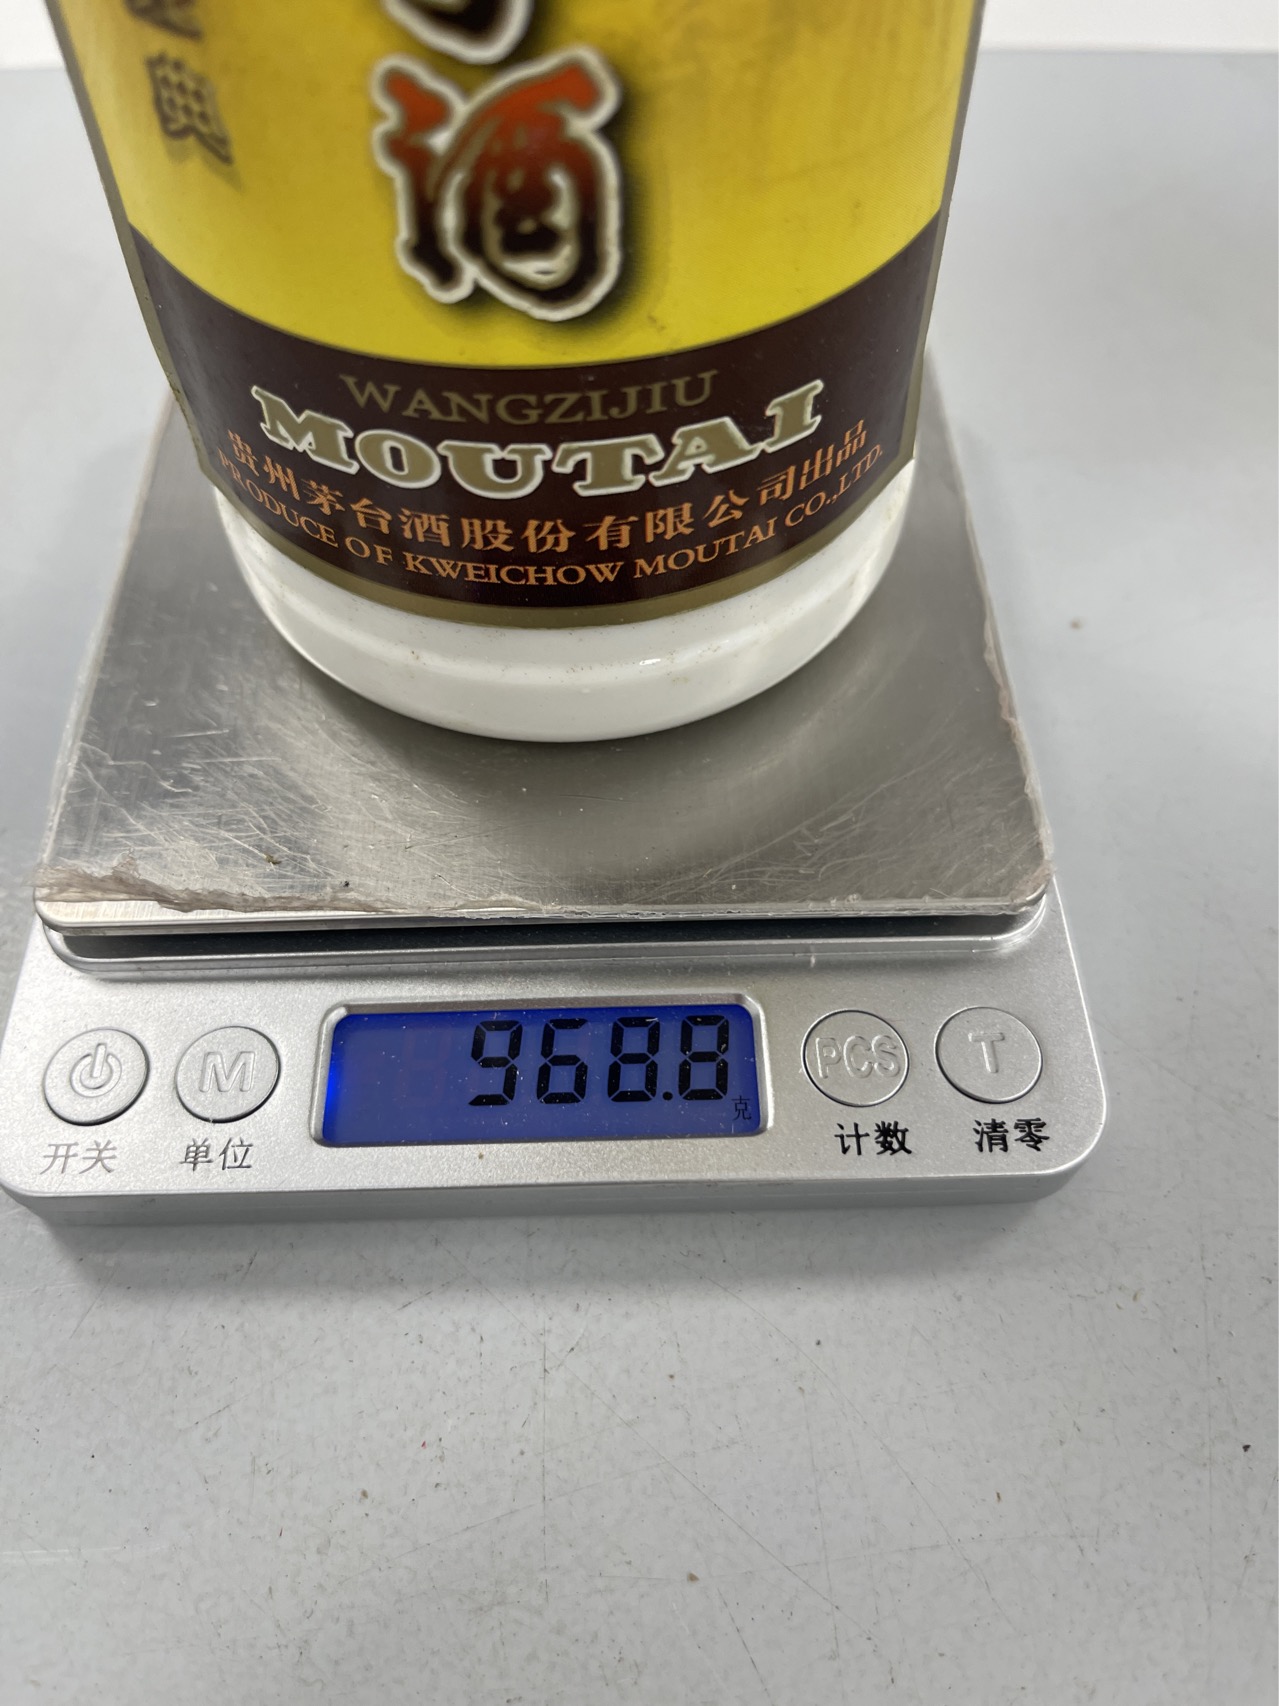 典
酒
WANGZIJIU
MOUTAI
贵州茅台酒股份有限公司出品
PRODUCE OF KWEICHOW MOUTAI CO.,LTD.
968.8
克
M
PCS
T
开关
单位
计数
清零